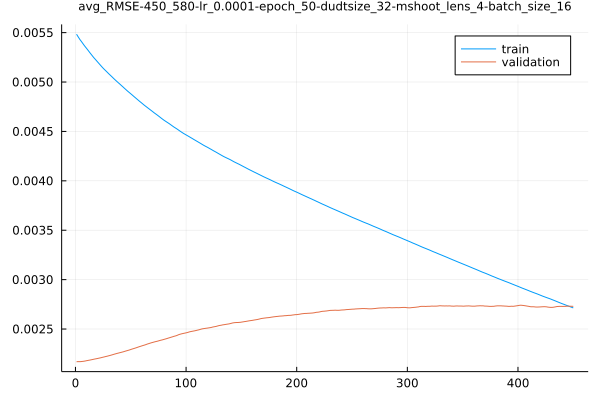 avg_RMSE-450_580-lr_0.0001-epoch_50-dudtsize_32-mshoot_lens_4-batch_size_16
train
validation
0.0055
0.0050
0.0045
0.0040
0.0035
0.0030
0.0025
0 100 200 300 400